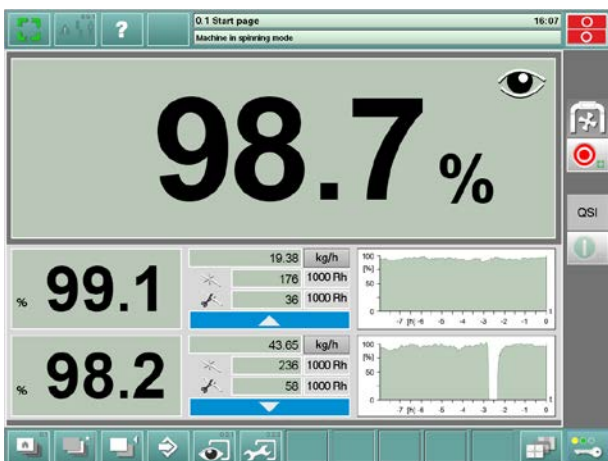 0.1 Start page 16:07
Machine in spinning mode
?
98.7 %
QSI
% 99.1
19.38 kg/h
176 1000 Rh
36 1000 Rh
100
[%]
50
0
-7 [h] -6 -5 -4 -3 -2 -1 0
t
% 98.2
43.65 kg/h
236 1000 Rh
58 1000 Rh
100
[%]
50
0
-7 [h] -6 -5 -4 -3 -2 -1 0
t